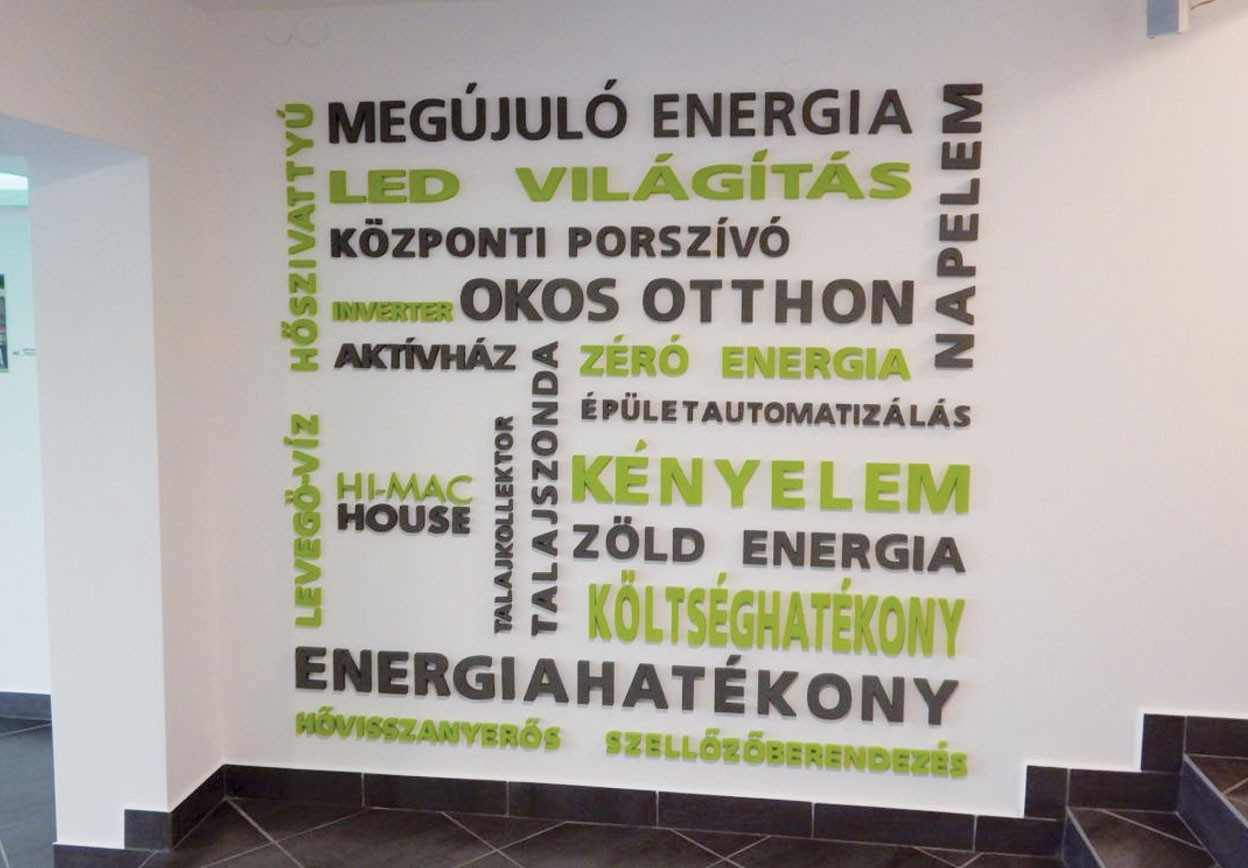 HŐSZIVATTYÚ
MEGÚJULÓ ENERGIA
NAPELEM
LED VILÁGÍTÁS
KÖZPONTI PORSZÍVÓ
INVERTER
OKOS OTTHON
AKTÍVHÁZ
ZÉRÓ ENERGIA
ÉPÜLETAUTOMATIZÁLÁS
LEVEGŐ-VÍZ
HI-MAC
HOUSE
TALAJKOLLEKTOR
TALAJSZONDA
KÉNYELEM
ZÖLD ENERGIA
KÖLTSÉGHATÉKONY
ENERGIAHATÉKONY
HŐVISSZANYERŐS SZELLŐZŐBERENDEZÉS